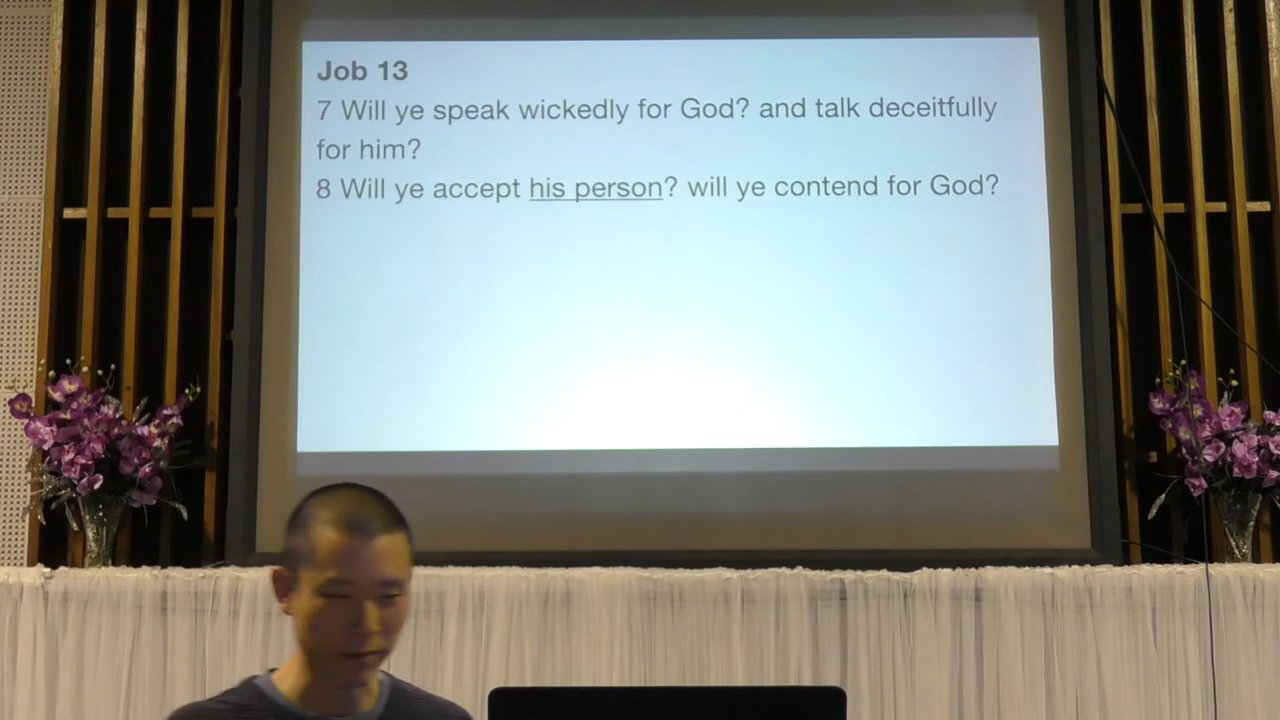 Job 13
7 Will ye speak wickedly for God? and talk deceitfully
for him?
8 Will ye accept his person? will ye contend for God?